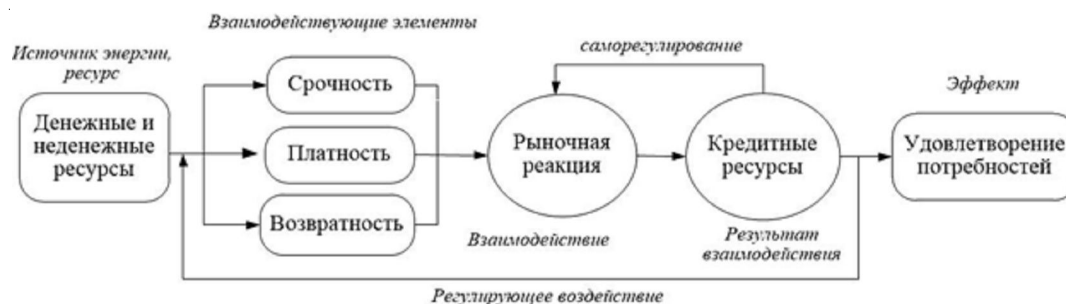 Взаимодействующие элементы
Источник энергии,
ресурс
Денежные и
неденежные
ресурсы
Срочность
Платность
Возвратность
саморегулирование
Рыночная
реакция
Взаимодействие
Кредитные
ресурсы
Результат
взаимодействия
Эффект
Удовлетворение
потребностей
Регулирующее воздействие